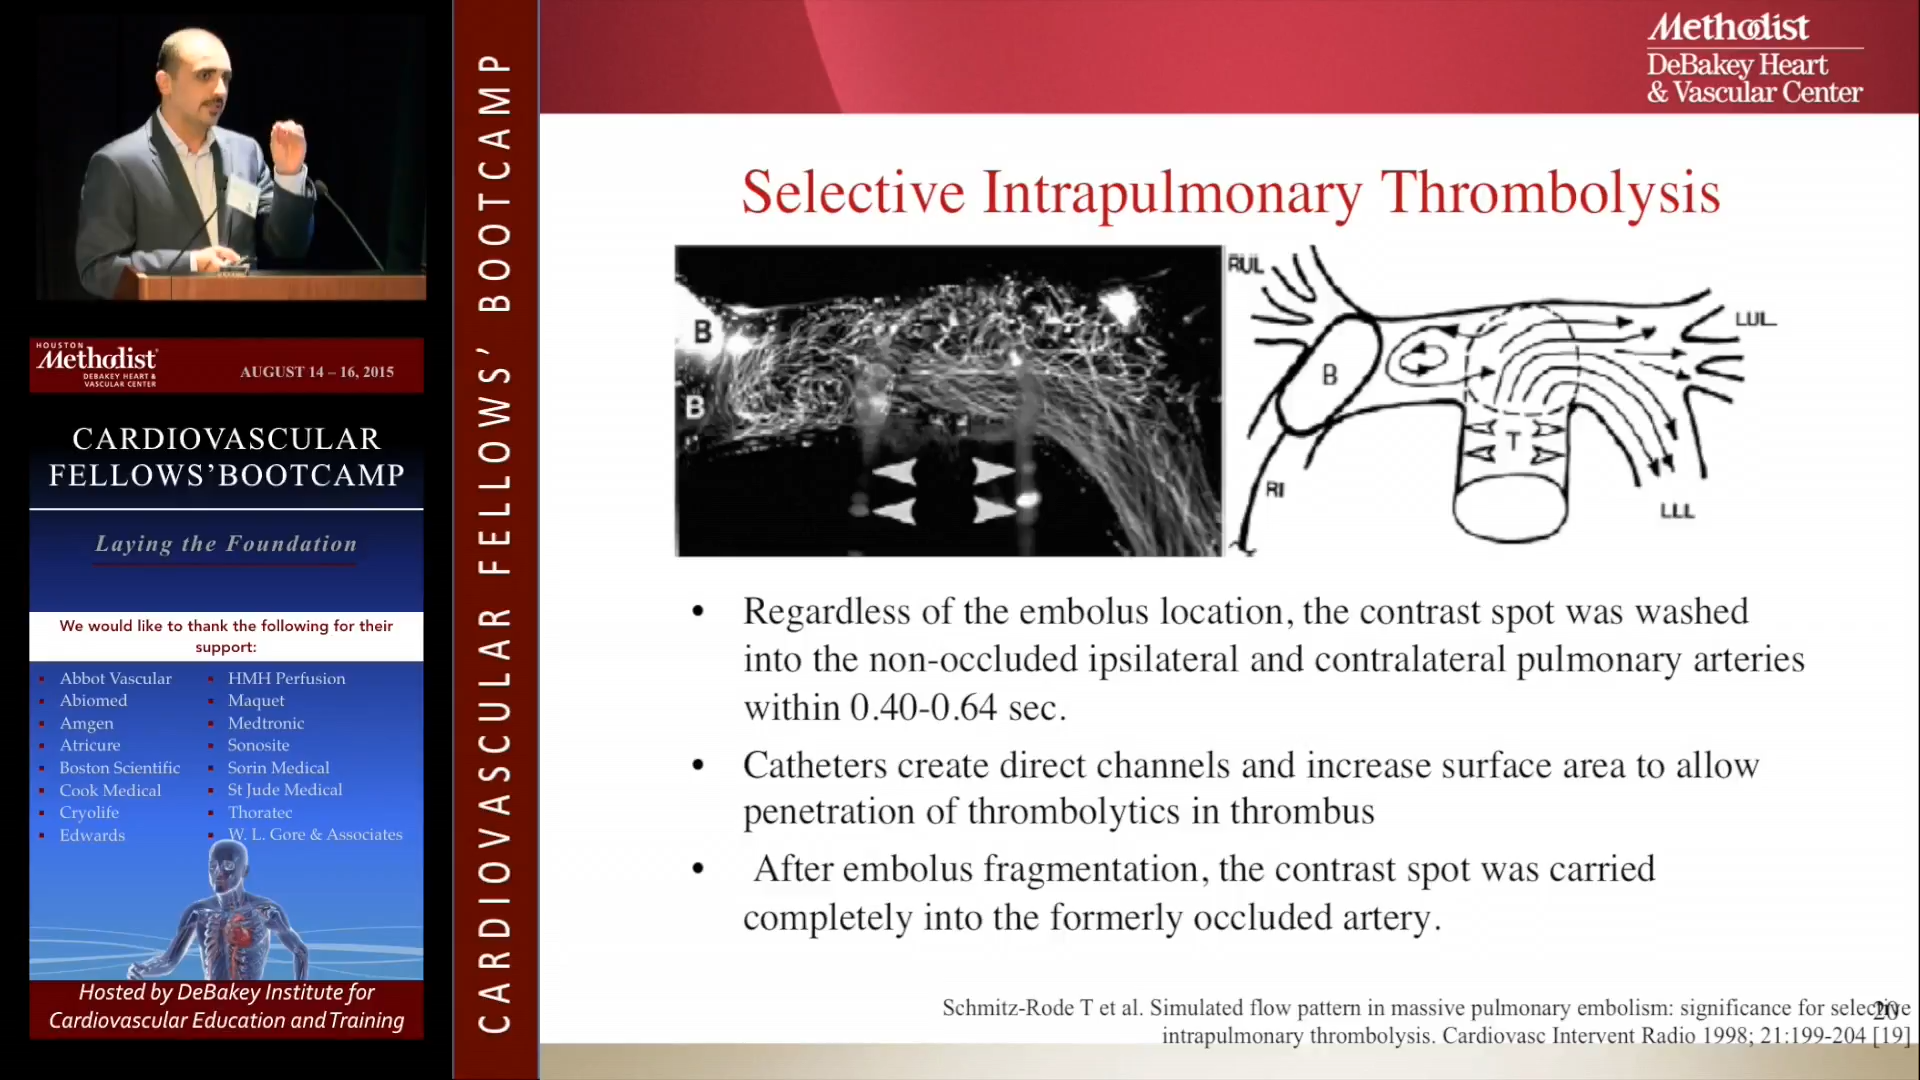 HOUSTON
Methodist
DEBAKEY HEART &
VASCULAR CENTER
AUGUST 14 – 16, 2015
CARDIOVASCULAR
FELLOWS’BOOTCAMP
Laying the Foundation
We would like to thank the following for their
support:
Abbot Vascular
Abiomed
Amgen
Atricure
Boston Scientific
Cook Medical
Cryolife
Edwards
HMH Perfusion
Maquet
Medtronic
Sonosite
Sorin Medical
St Jude Medical
Thoratec
W. L. Gore & Associates
Hosted by DeBakey Institute for
Cardiovascular Education and Training
CARDIOVASCULAR FELLOWS’ BOOTCAMP
Methodist
DeBakey Heart
& Vascular Center
Selective Intrapulmonary Thrombolysis
B
B
RUL
LUL
B
T
RI
LLL
• Regardless of the embolus location, the contrast spot was washed
into the non-occluded ipsilateral and contralateral pulmonary arteries
within 0.40-0.64 sec.
• Catheters create direct channels and increase surface area to allow
penetration of thrombolytics in thrombus
• After embolus fragmentation, the contrast spot was carried
completely into the formerly occluded artery.
Schmitz-Rode T et al. Simulated flow pattern in massive pulmonary embolism: significance for selective
intrapulmonary thrombolysis. Cardiovasc Intervent Radio 1998; 21:199-204 [19]
20